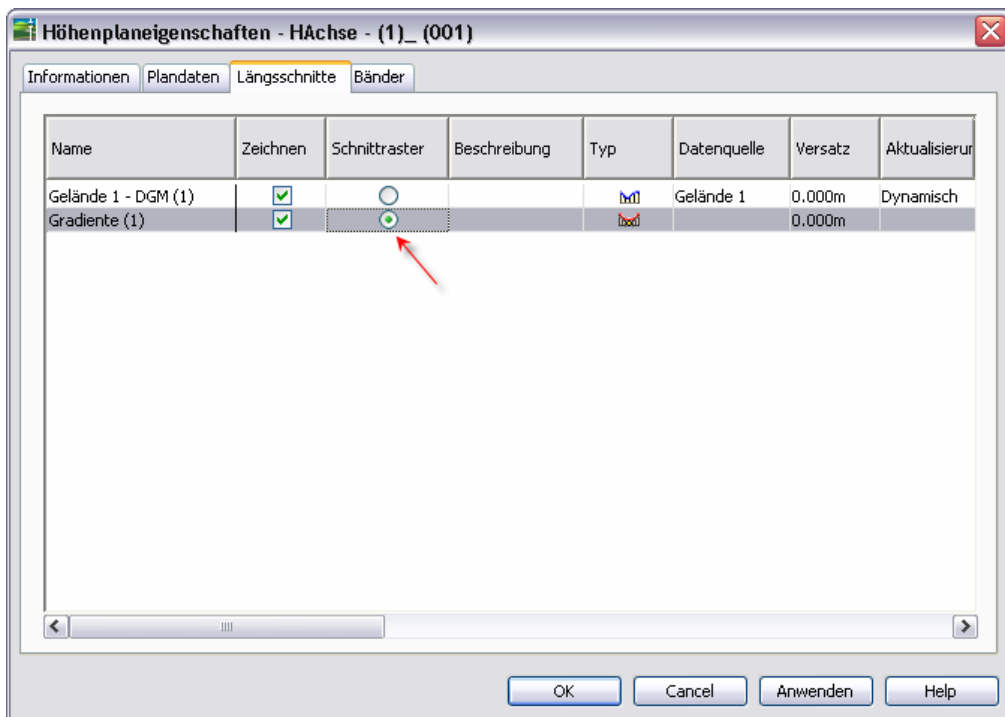 Höhenplaneigenschaften - HAchse - (1)_ (001)
Informationen Plandaten Längsschnitte Bänder
Name Zeichnen Schnittraster Beschreibung Typ Datenquelle Versatz Aktualisierun
Gelände 1 - DGM (1) Gelände 1 0.000m Dynamisch
Gradiente (1) 0.000m
OK Cancel Anwenden Help